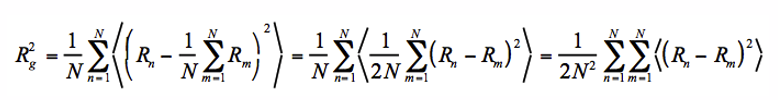 R_g^2 = \frac{1}{N} \sum_{n=1}^{N} \left\langle \left( R_n - \frac{1}{N} \sum_{m=1}^{N} R_m \right)^2 \right\rangle = \frac{1}{N} \sum_{n=1}^{N} \left\langle \frac{1}{2N} \sum_{m=1}^{N} (R_n - R_m)^2 \right\rangle = \frac{1}{2N^2} \sum_{n=1}^{N} \sum_{m=1}^{N} \langle (R_n - R_m)^2 \rangle